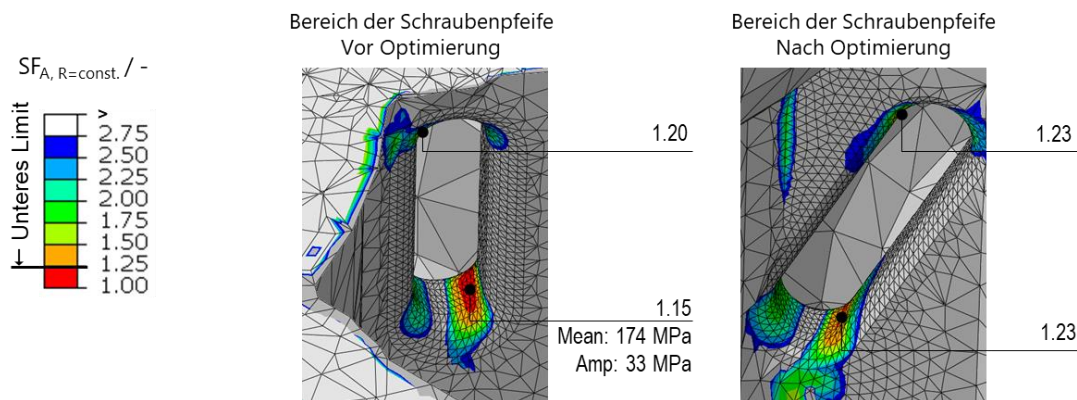 Bereich der Schraubenpfeife
Vor Optimierung
Bereich der Schraubenpfeife
Nach Optimierung
SF A, R=const. / -
← Unteres Limit
>
2.75
2.50
2.25
2.00
1.75
1.50
1.25
1.00
1.20
1.15
Mean: 174 MPa
Amp: 33 MPa
1.23
1.23